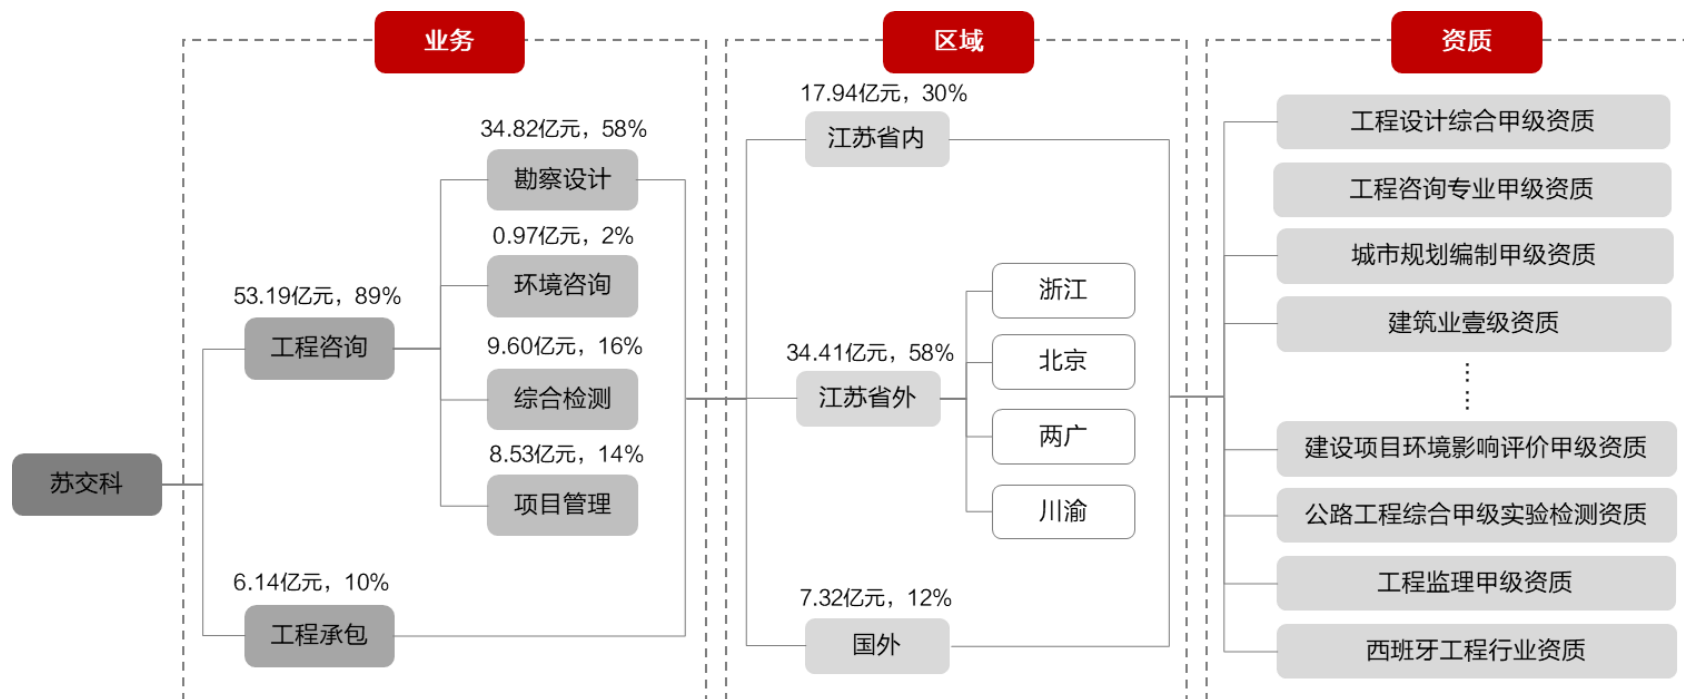 业务
区域
资质
苏交科
53.19亿元，89%
工程咨询
6.14亿元，10%
工程承包
34.82亿元，58%
勘察设计
0.97亿元，2%
环境咨询
9.60亿元，16%
综合检测
8.53亿元，14%
项目管理
17.94亿元，30%
江苏省内
34.41亿元，58%
江苏省外
浙江
北京
两广
川渝
7.32亿元，12%
国外
工程设计综合甲级资质
工程咨询专业甲级资质
城市规划编制甲级资质
建筑业壹级资质
建设项目环境影响评价甲级资质
公路工程综合甲级实验检测资质
工程监理甲级资质
西班牙工程行业资质